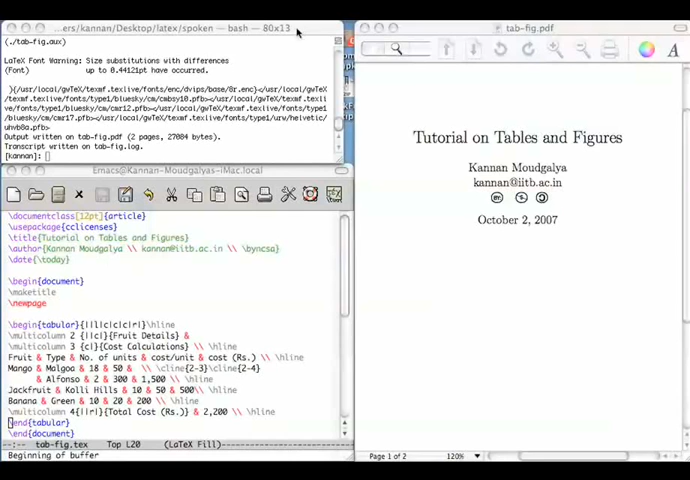 ...ers/kannan/Desktop/latex/spoken — bash — 80x13
(./tab-fig.aux)
LaTeX Font Warning: Size substitutions with differences
(Font) up to 0.44121pt have occurred.
}{/usr/local/gwTeX/texmf.texlive/fonts/enc/dvips/base/8r.enc}</usr/local/gwTeX/
texmf.texlive/fonts/type1/bluesky/cm/cmbsy10.pfb></usr/local/gwTeX/texmf.texli
ve/fonts/type1/bluesky/cm/cmr12.pfb></usr/local/gwTeX/texmf.texlive/fonts/type1
/bluesky/cm/cmr17.pfb></usr/local/gwTeX/texmf.texlive/fonts/type1/urw/helvetic/
uhvb8a.pfb>
Output written on tab-fig.pdf (2 pages, 27084 bytes).
Transcript written on tab-fig.log.
[kannan]:
Emacs@Kannan-Moudgalyas-iMac.local
\documentclass[12pt]{article}
\usepackage{cclicenses}
\title{Tutorial on Tables and Figures}
\author{Kannan Moudgalya \\ kannan@iitb.ac.in \\ \byncsa}
\date{\today}
\begin{document}
\maketitle
\newpage
\begin{tabular}{||l|c|c|c|r|}\hline
\multicolumn 2 {||c|}{Fruit Details} &
\multicolumn 3 {c|}{Cost Calculations} \\ \hline
Fruit & Type & No. of units & cost/unit & cost (Rs.) \\ \hline
Mango & Malgoa & 18 & 50 & \\ \cline{2-3}\cline{2-4}
& Alfonso & 2 & 300 & 1,500 \\ \hline
Jackfruit & Kolli Hills & 10 & 50 & 500\\ \hline
Banana & Green & 10 & 20 & 200 \\ \hline
\multicolumn 4{||r|}{Total Cost (Rs.)} & 2,200 \\ \hline
\end{tabular}
\end{document}
--:-- tab-fig.tex Top L20 (LaTeX Fill)
Beginning of buffer
tab-fig.pdf
Tutorial on Tables and Figures
Kannan Moudgalya
kannan@iitb.ac.in
October 2, 2007
Page 1 of 2 120%